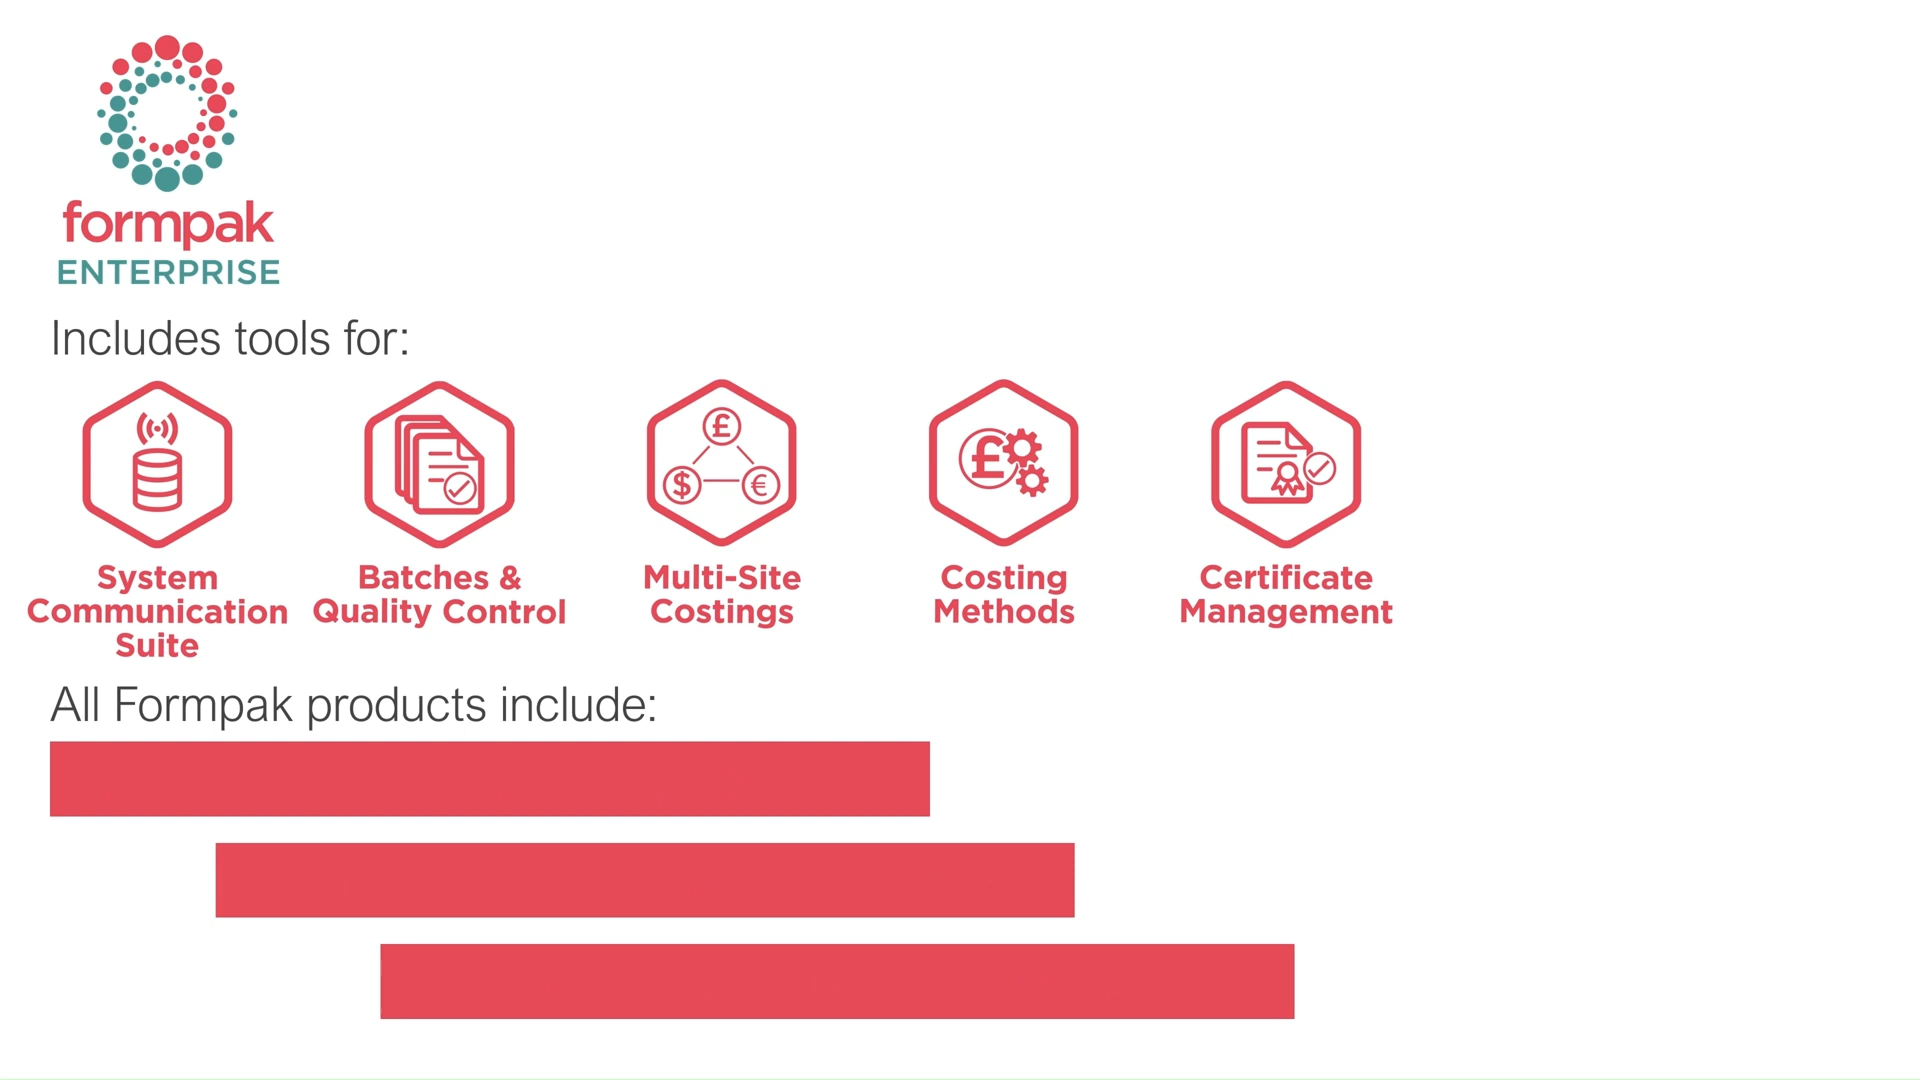 formpak
ENTERPRISE
Includes tools for:
System
Communication
Suite
Batches &
Quality Control
Multi-Site
Costings
Costing
Methods
Certificate
Management
All Formpak products include: